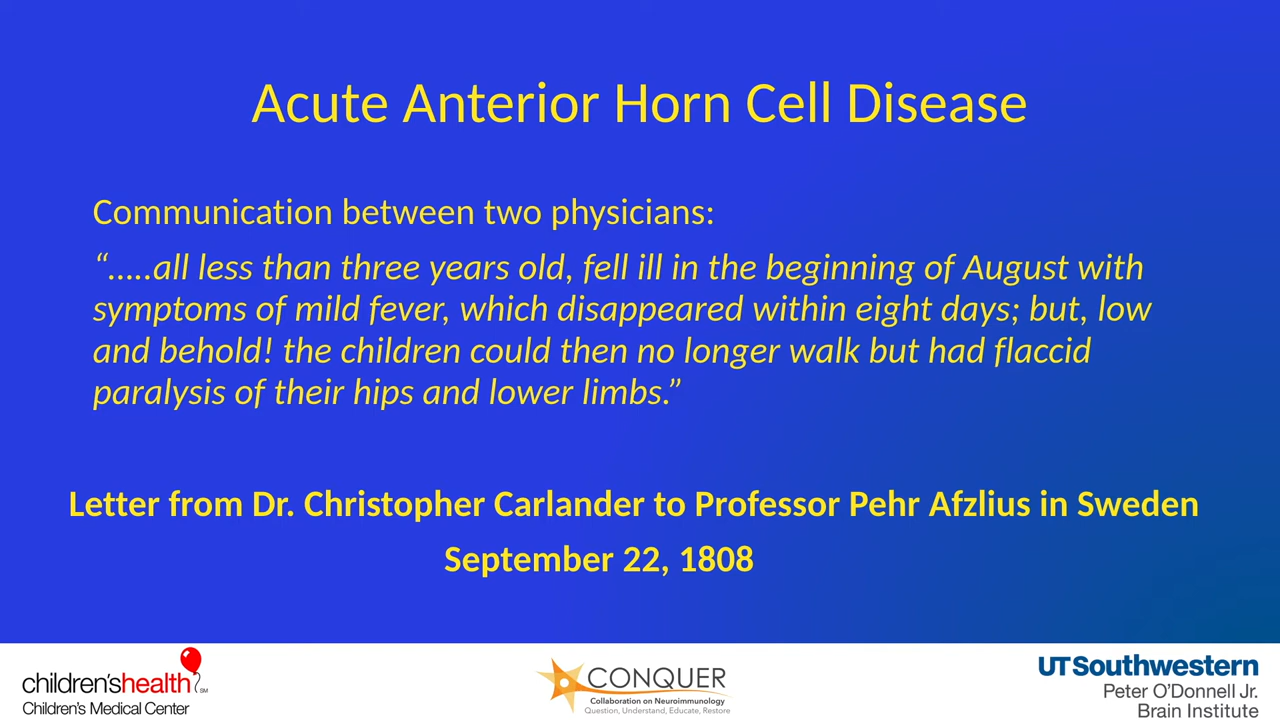 Acute Anterior Horn Cell Disease
Communication between two physicians:
“…..all less than three years old, fell ill in the beginning of August with
symptoms of mild fever, which disappeared within eight days; but, low
and behold! the children could then no longer walk but had flaccid
paralysis of their hips and lower limbs.”
Letter from Dr. Christopher Carlander to Professor Pehr Afzlius in Sweden
September 22, 1808
children'shealth SM
Children's Medical Center
CONQUER
Collaboration on Neuroimmunology
Question, Understand, Educate, Restore
UTSouthwestern
Peter O'Donnell Jr.
Brain Institute